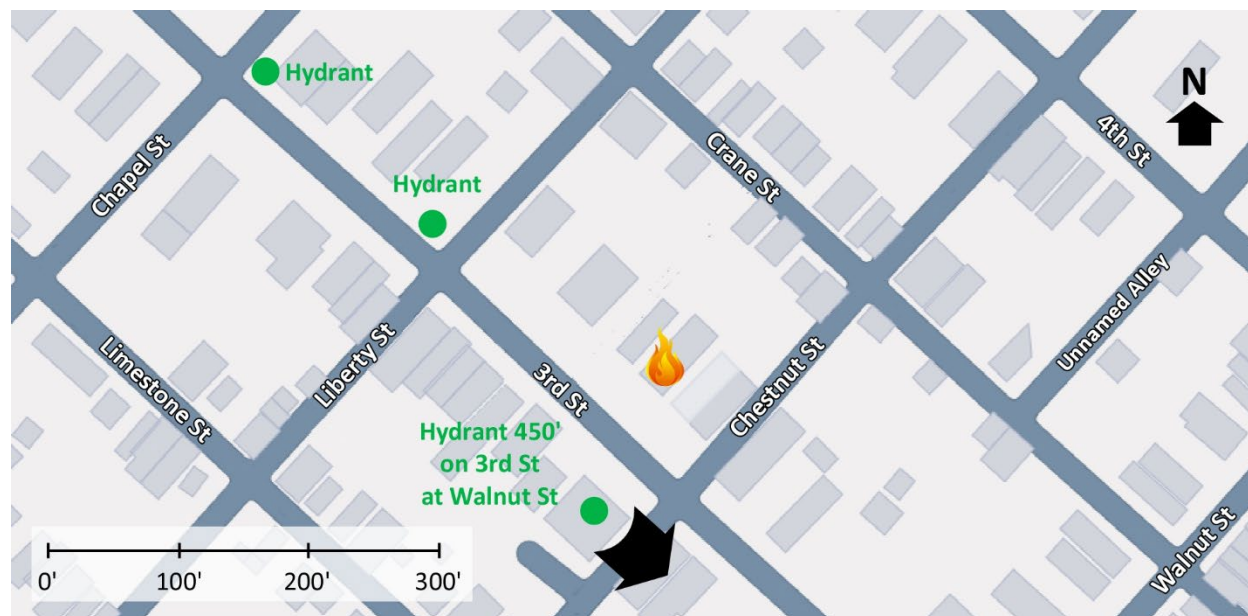 Hydrant
N
4th St
Chapel St
Crane St
Hydrant
Unnamed Alley
Limestone St
Liberty St
3rd St
Chestnut St
Hydrant 450'
on 3rd St
at Walnut St
Walnut St
0' 100' 200' 300'